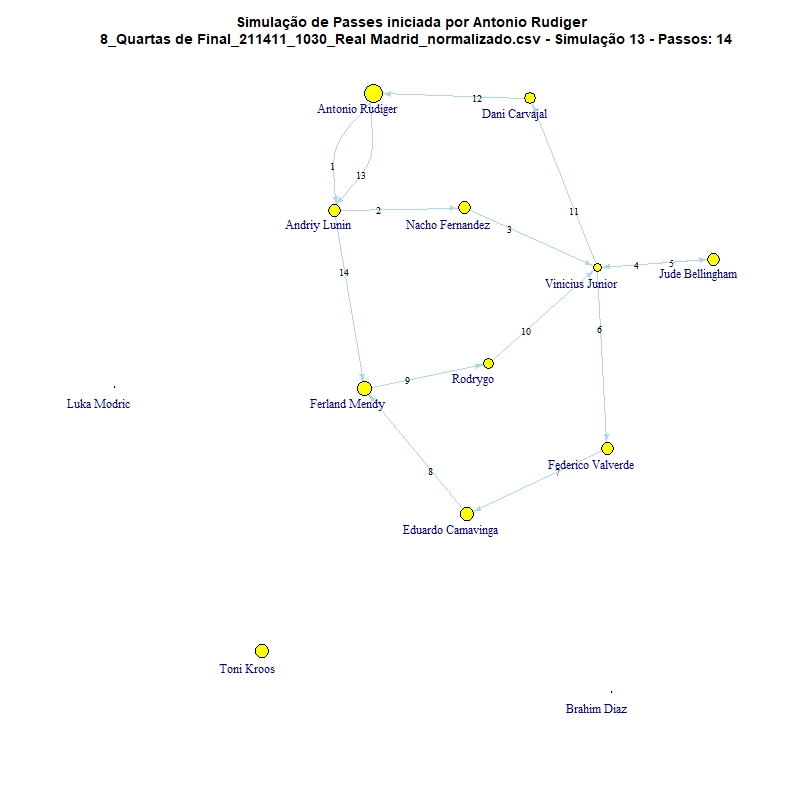 Simulação de Passes iniciada por Antonio Rudiger
8_Quartas de Final_211411_1030_Real Madrid_normalizado.csv - Simulação 13 - Passos: 14
12
Antonio Rudiger
Dani Carvajal
1
13
2
11
Andriy Lunin
Nacho Fernandez
3
4
5
14
Vinicius Junior
Jude Bellingham
10
6
9
Rodrygo
Luka Modric
Ferland Mendy
8
7
Federico Valverde
Eduardo Camavinga
Toni Kroos
Brahim Diaz